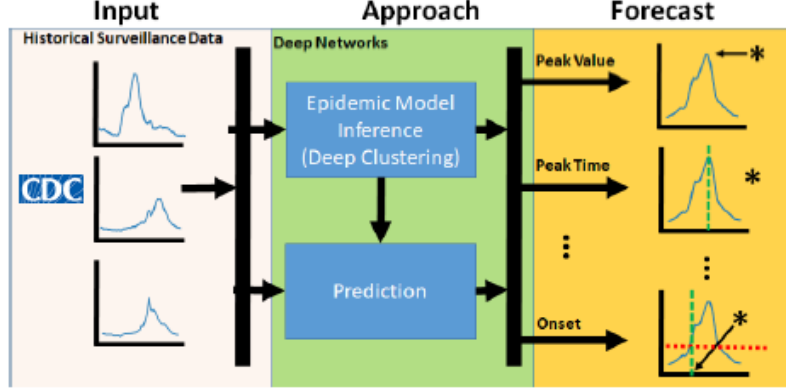 Input
Approach
Forecast
Historical Surveillance Data
Deep Networks
CDC
Epidemic Model
Inference
(Deep Clustering)
Prediction
Peak Value
*
Peak Time
*
Onset
*